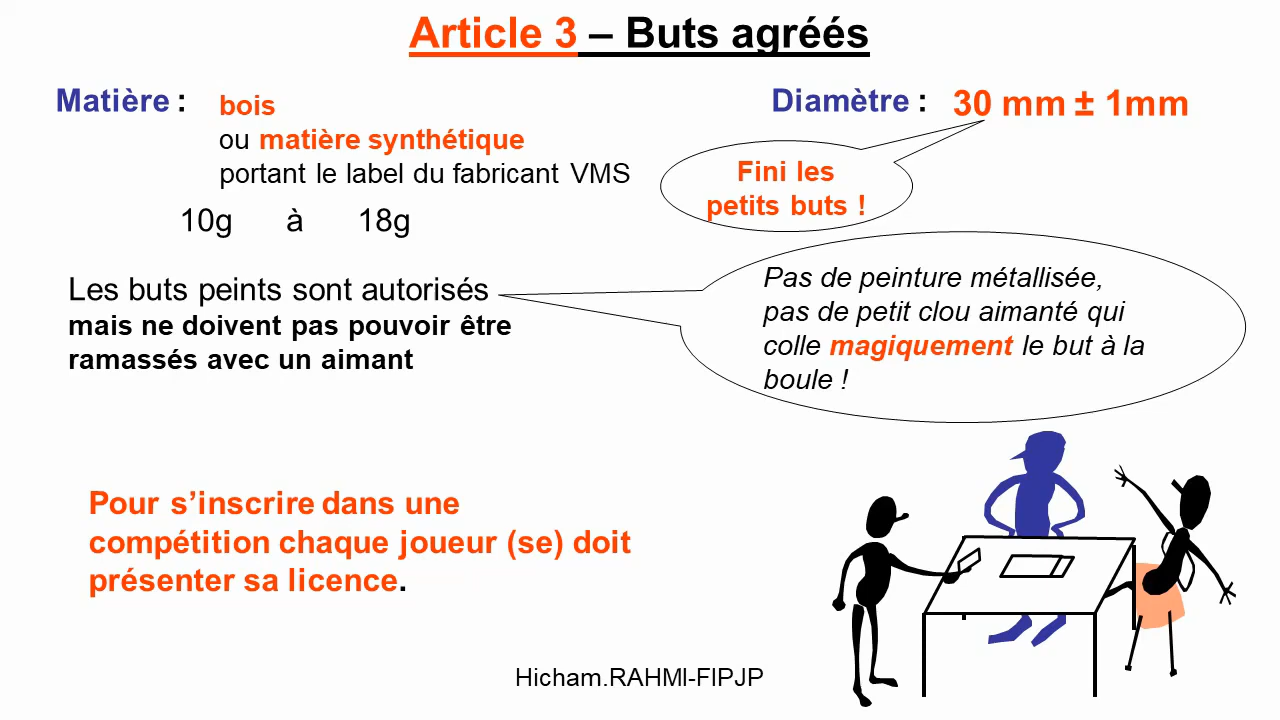 Article 3 – Buts agréés
Matière :
bois
ou matière synthétique
portant le label du fabricant VMS
10g à 18g
Diamètre : 30 mm ± 1mm
Fini les
petits buts !
Les buts peints sont autorisés
mais ne doivent pas pouvoir être
ramassés avec un aimant
Pas de peinture métallisée,
pas de petit clou aimanté qui
colle magiquement le but à la
boule !
Pour s’inscrire dans une
compétition chaque joueur (se) doit
présenter sa licence.
Hicham.RAHMI-FIPJP